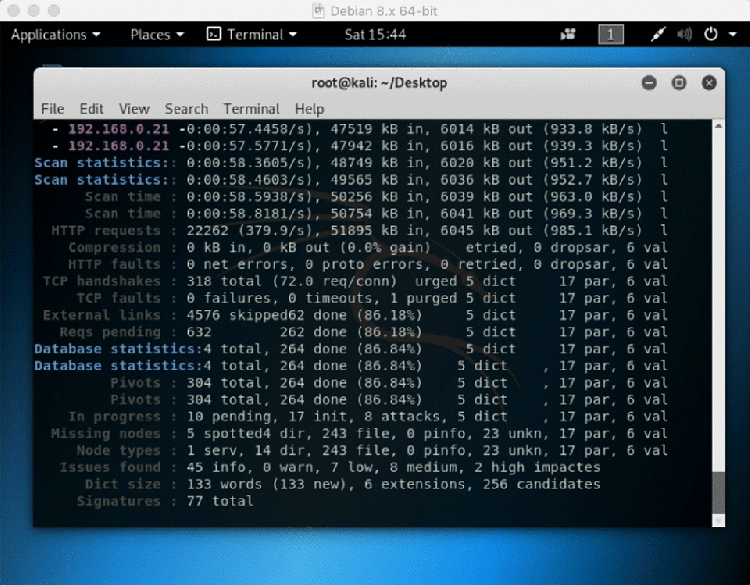 Debian 8.x 64-bit
Applications Places Terminal Sat 15:44 1
root@kali: ~/Desktop
File Edit View Search Terminal Help
- 192.168.0.21 -0:00:57.4458/s), 47519 kB in, 6014 kB out (933.8 kB/s) l
- 192.168.0.21 -0:00:57.5771/s), 47942 kB in, 6016 kB out (939.3 kB/s) l
Scan statistics:: 0:00:58.3605/s), 48749 kB in, 6020 kB out (951.2 kB/s) l
Scan statistics:: 0:00:58.4603/s), 49565 kB in, 6036 kB out (952.7 kB/s) l
Scan time : 0:00:58.5938/s), 50256 kB in, 6039 kB out (963.0 kB/s) l
Scan time : 0:00:58.8181/s), 50754 kB in, 6041 kB out (969.3 kB/s) l
HTTP requests : 22262 (379.9/s), 51895 kB in, 6045 kB out (985.1 kB/s) l
Compression : 0 kB in, 0 kB out (0.0% gain) etried, 0 dropsar, 6 val
HTTP faults : 0 net errors, 0 proto errors, 0 retried, 0 dropsar, 6 val
TCP handshakes : 318 total (72.0 req/conn) urged 5 dict 17 par, 6 val
TCP faults : 0 failures, 0 timeouts, 1 purged 5 dict 17 par, 6 val
External links : 4576 skipped62 done (86.18%) 5 dict 17 par, 6 val
Reqs pending : 632 262 done (86.18%) 5 dict 17 par, 6 val
Database statistics:4 total, 264 done (86.84%) 5 dict 17 par, 6 val
Database statistics:4 total, 264 done (86.84%) 5 dict , 17 par, 6 val
Pivots : 304 total, 264 done (86.84%) 5 dict , 17 par, 6 val
Pivots : 304 total, 264 done (86.84%) 5 dict , 17 par, 6 val
In progress : 10 pending, 17 init, 8 attacks, 5 dict , 17 par, 6 val
Missing nodes : 5 spotted4 dir, 243 file, 0 pinfo, 23 unkn, 17 par, 6 val
Node types : 1 serv, 14 dir, 243 file, 0 pinfo, 23 unkn, 17 par, 6 val
Issues found : 45 info, 0 warn, 7 low, 8 medium, 2 high impactes
Dict size : 133 words (133 new), 6 extensions, 256 candidates
Signatures : 77 total